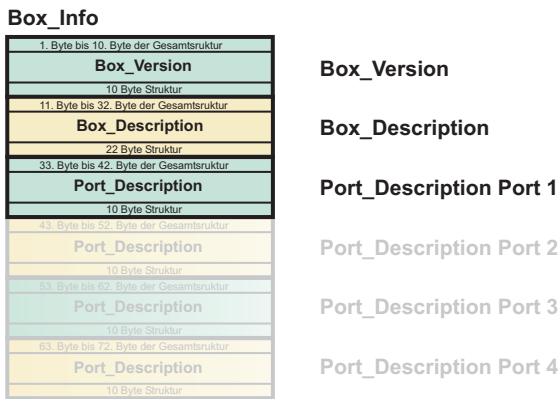 Box_Info
1. Byte bis 10. Byte der Gesamtsruktur
Box_Version
10 Byte Struktur
Box_Version
11. Byte bis 32. Byte der Gesamtsruktur
Box_Description
22 Byte Struktur
Box_Description
33. Byte bis 42. Byte der Gesamtsruktur
Port_Description
10 Byte Struktur
Port_Description Port 1
43. Byte bis 52. Byte der Gesamtsruktur
Port_Description
10 Byte Struktur
Port_Description Port 2
53. Byte bis 62. Byte der Gesamtsruktur
Port_Description
10 Byte Struktur
Port_Description Port 3
63. Byte bis 72. Byte der Gesamtsruktur
Port_Description
10 Byte Struktur
Port_Description Port 4